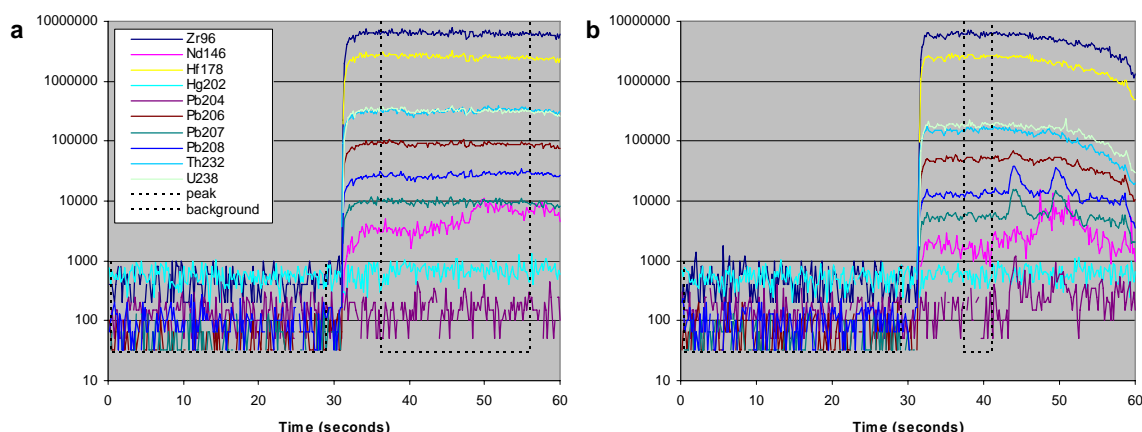 a
10000000
1000000
100000
10000
1000
100
10
Zr96
Nd146
Hf178
Hg202
Pb204
Pb206
Pb207
Pb208
Th232
U238
peak
background
0 10 20 30 40 50 60
Time (seconds)
b
10000000
1000000
100000
10000
1000
100
10
0 10 20 30 40 50 60
Time (seconds)